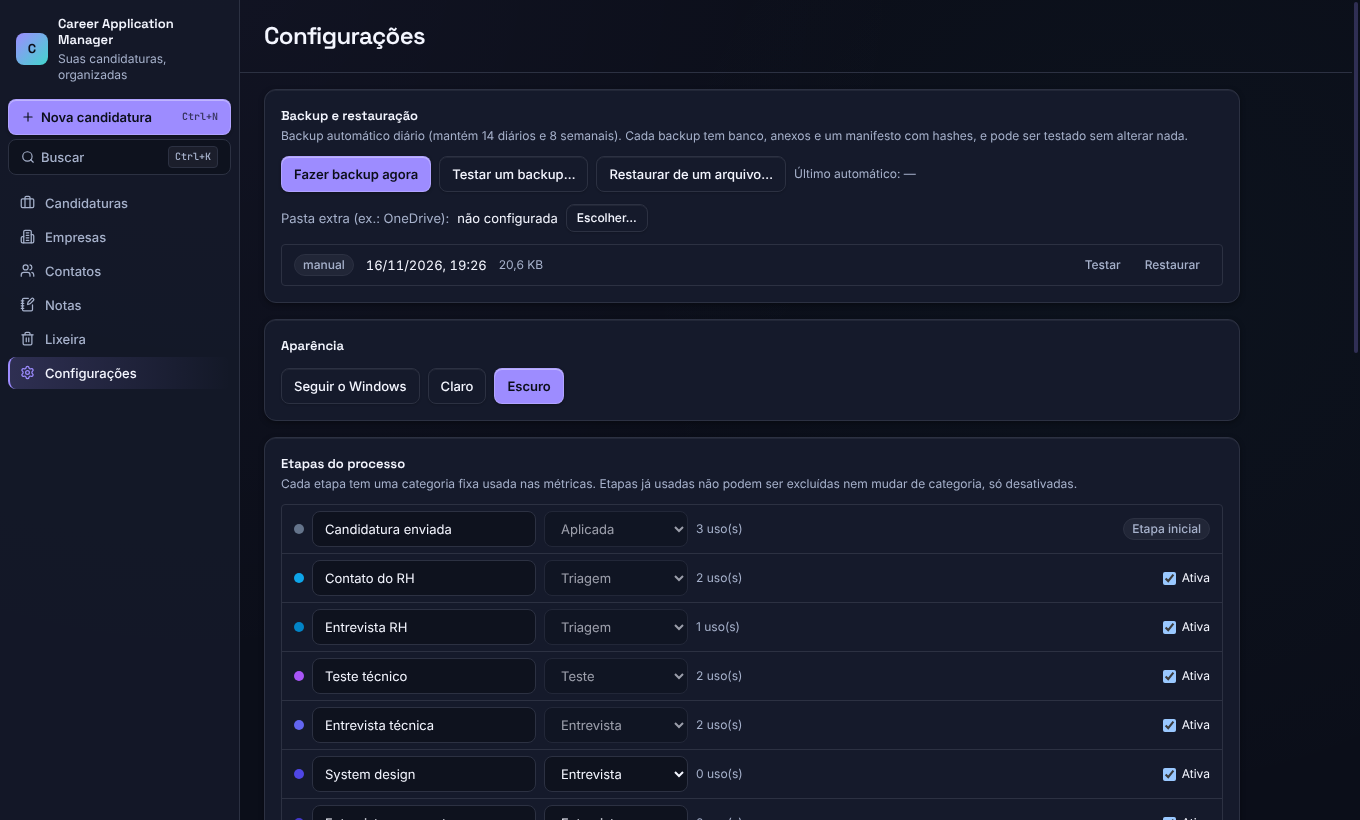 Career Application
Manager
Suas candidaturas,
organizadas
C
Nova candidatura Ctrl+N
Buscar Ctrl+K
Candidaturas
Empresas
Contatos
Notas
Lixeira
Configurações
Configurações
Backup e restauração
Backup automático diário (mantém 14 diários e 8 semanais). Cada backup tem banco, anexos e um manifesto com hashes, e pode ser testado sem alterar nada.
Fazer backup agora Testar um backup... Restaurar de um arquivo... Último automático: —
Pasta extra (ex.: OneDrive): não configurada Escolher...
manual 16/11/2026, 19:26 20,6 KB Testar Restaurar
Aparência
Seguir o Windows Claro Escuro
Etapas do processo
Cada etapa tem uma categoria fixa usada nas métricas. Etapas já usadas não podem ser excluídas nem mudar de categoria, só desativadas.
Candidatura enviada Aplicada 3 uso(s) Etapa inicial
Contato do RH Triagem 2 uso(s) Ativa
Entrevista RH Triagem 1 uso(s) Ativa
Teste técnico Teste 2 uso(s) Ativa
Entrevista técnica Entrevista 2 uso(s) Ativa
System design Entrevista 0 uso(s) Ativa